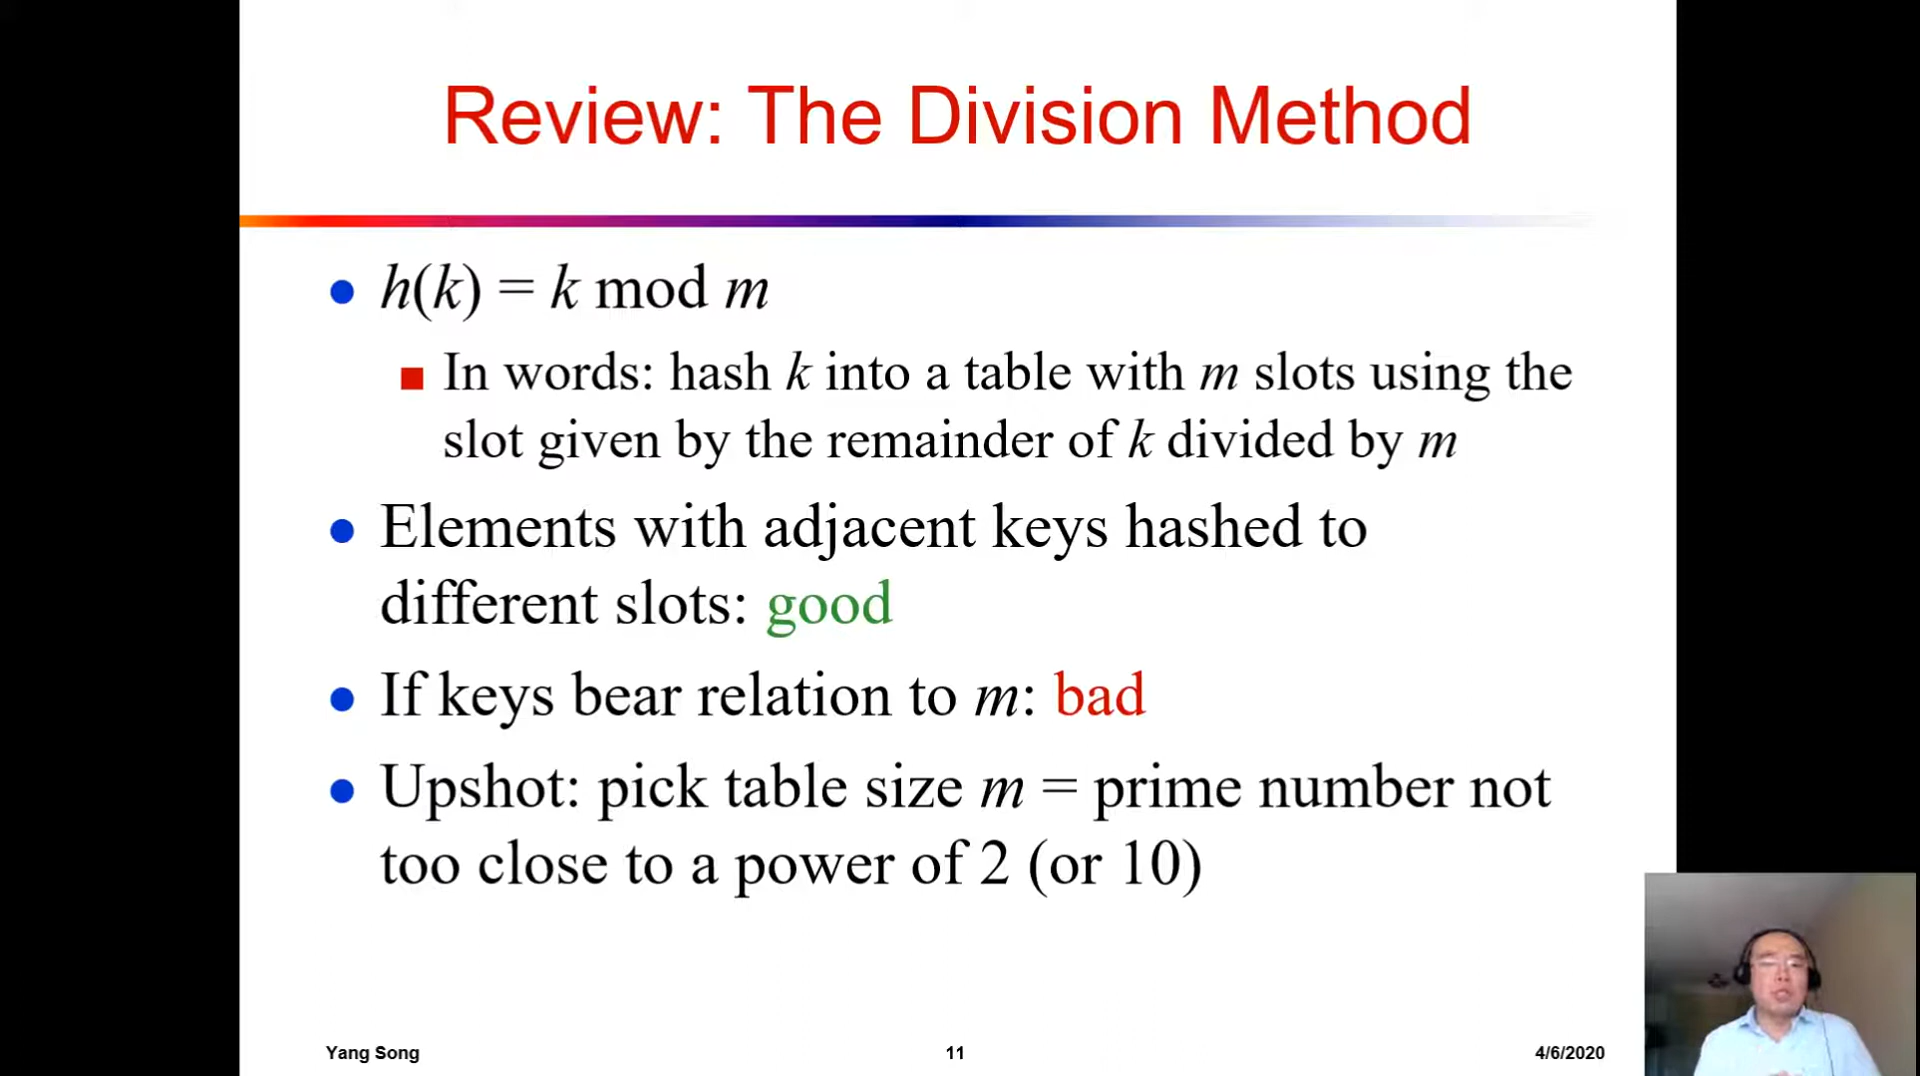 Review: The Division Method
h(k) = k mod m
In words: hash k into a table with m slots using the
slot given by the remainder of k divided by m
Elements with adjacent keys hashed to
different slots: good
If keys bear relation to m: bad
Upshot: pick table size m = prime number not
too close to a power of 2 (or 10)
Yang Song
11
4/6/2020